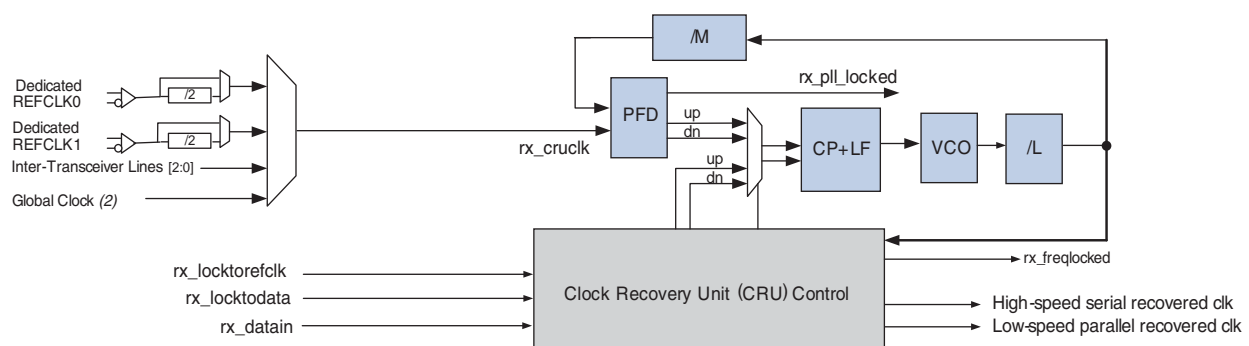 /M
Dedicated
REFCLK0
/2
rx_pll_locked
PFD
up
dn
Dedicated
REFCLK1
/2
rx_cruclk
CP+LF
VCO
/L
Inter-Transceiver Lines [2:0]
up
dn
Global Clock (2)
rx_locktorefclk
rx_locktodata
rx_datain
Clock Recovery Unit (CRU) Control
rx_freqlocked
High-speed serial recovered clk
Low-speed parallel recovered clk